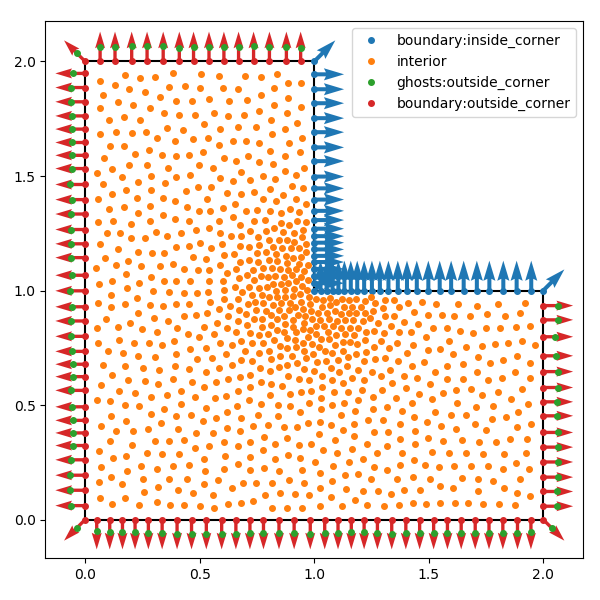 boundary:inside_corner
interior
ghosts:outside_corner
boundary:outside_corner
2.0
1.5
1.0
0.5
0.0
0.0 0.5 1.0 1.5 2.0